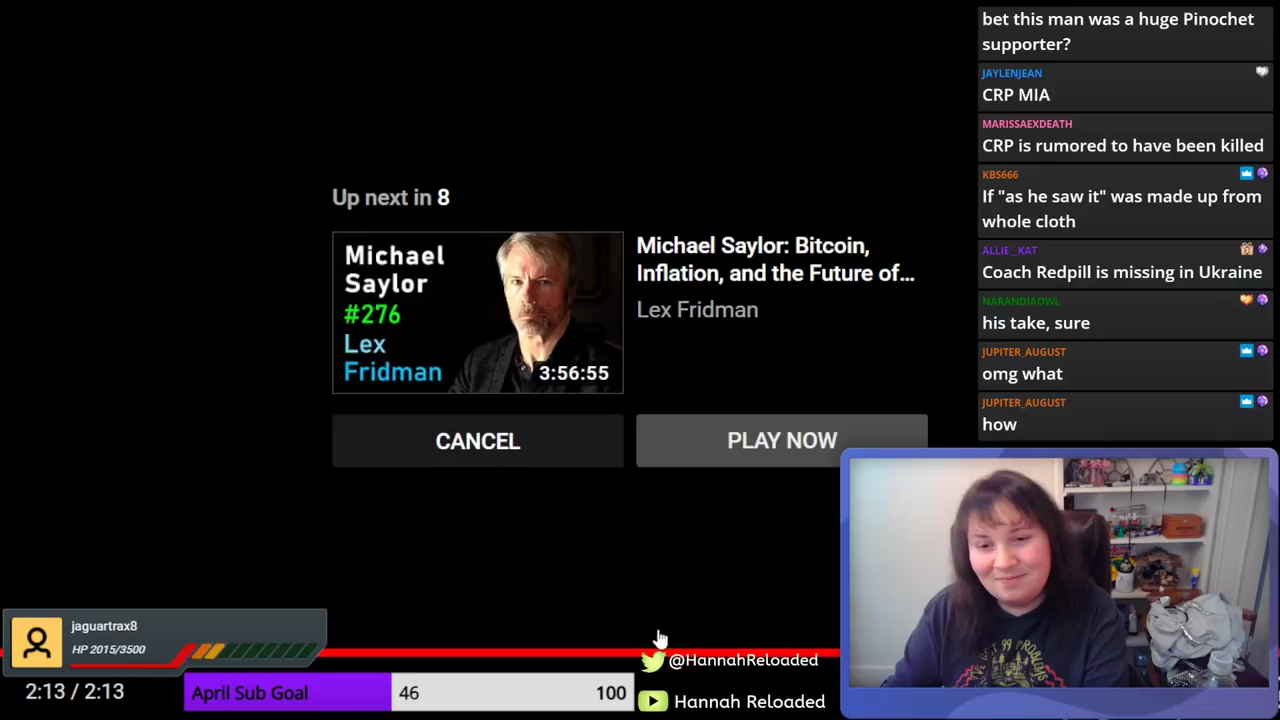 bet this man was a huge Pinochet
supporter?
JAYLENJEAN
CRP MIA
MARISSAEXDEATH
CRP is rumored to have been killed
KBS666
If "as he saw it" was made up from
whole cloth
ALLIE__KAT
Coach Redpill is missing in Ukraine
NARANDIAOWL
his take, sure
JUPITER_AUGUST
omg what
JUPITER_AUGUST
how
Up next in 8
Michael
Saylor
#276
Lex
Fridman
3:56:55
Michael Saylor: Bitcoin,
Inflation, and the Future of...
Lex Fridman
CANCEL
PLAY NOW
jaguartrax8
HP 2015/3500
2:13 / 2:13
April Sub Goal
46
100
@HannahReloaded
Hannah Reloaded
99 PROBLEMS